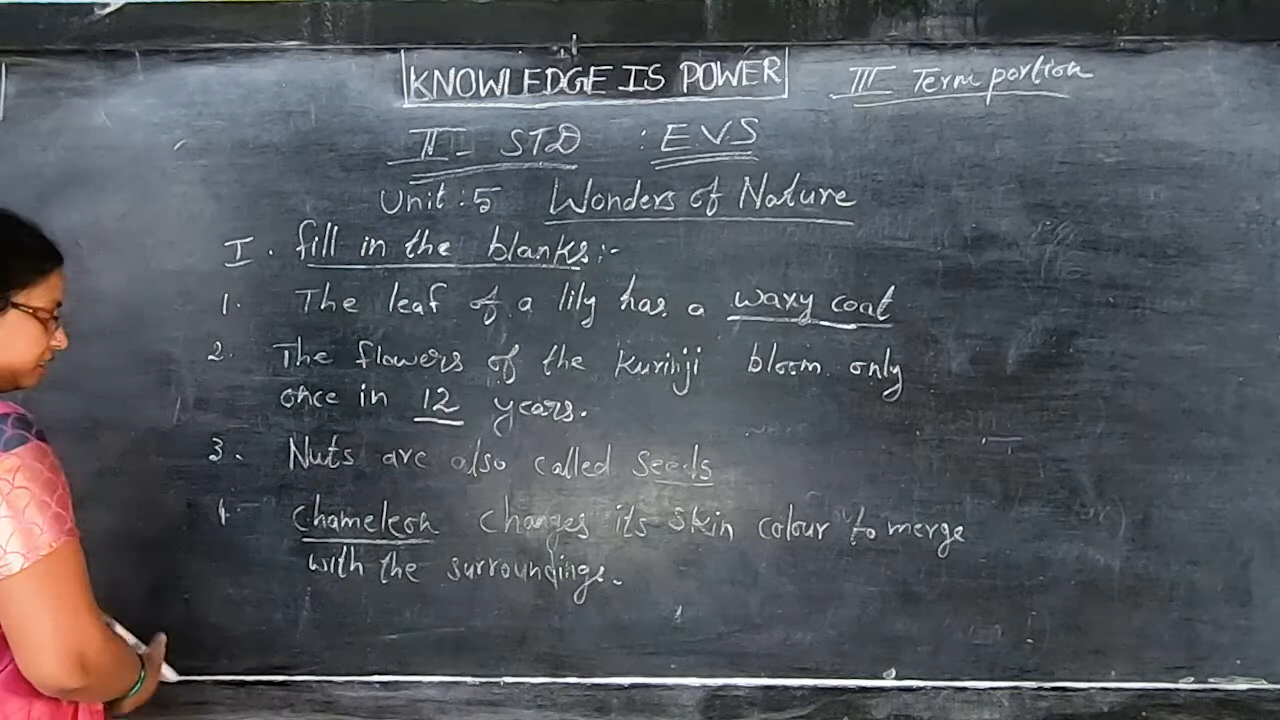 KNOWLEDGE IS POWER
III Term portion
II - STD : E.V.S
Unit : 5 Wonders of Nature
I. fill in the blanks:-
1. The leaf of a lily has a waxy coat
2. The flowers of the Kurinji bloom only
once in 12 years.
3. Nuts are also called seeds
4. Chameleon changes its skin colour to merge
with the surroundings.